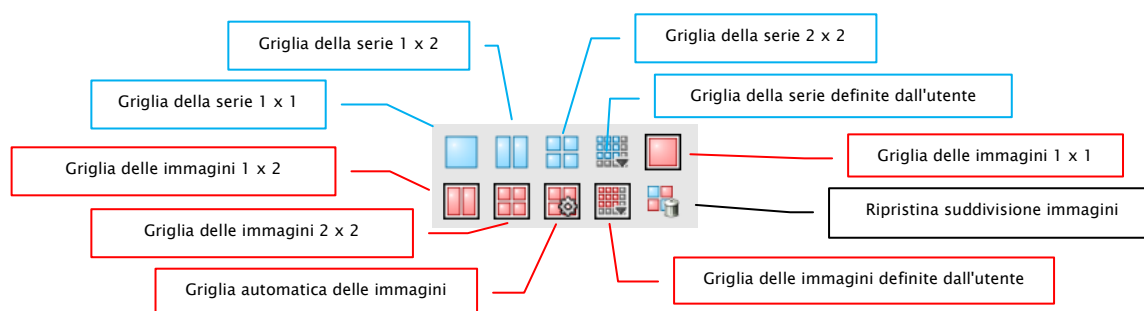 Griglia della serie 1 x 2
Griglia della serie 2 x 2
Griglia della serie 1 x 1
Griglia della serie definite dall'utente
Griglia delle immagini 1 x 2
Griglia delle immagini 1 x 1
Griglia delle immagini 2 x 2
Ripristina suddivisione immagini
Griglia automatica delle immagini
Griglia delle immagini definite dall'utente